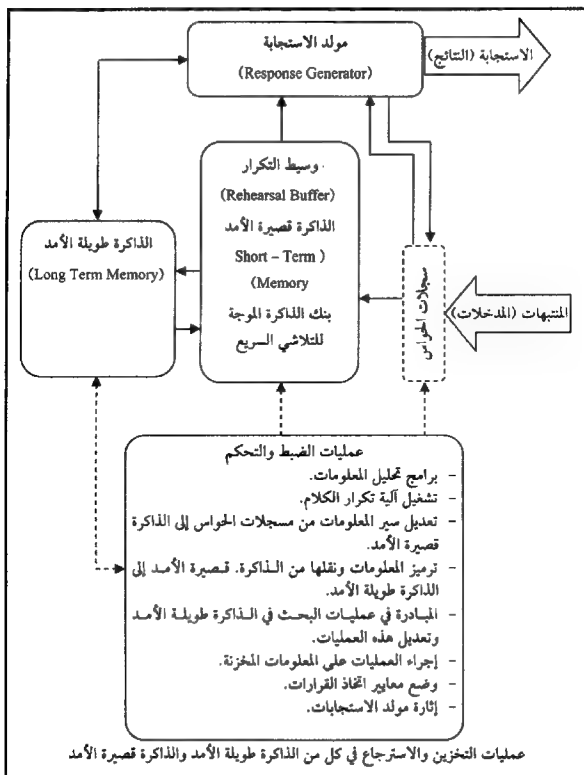 مولد الاستجابة
(Response Generator)
الاستجابة (النتائج)
وسيط التكرار
(Rehearsal Buffer)
الذاكرة قصيرة الأمد
Short – Term )
(Memory
بنك الذاكرة الموجة
للتلاشي السريع
الذاكرة طويلة الأمد
(Long Term Memory)
سجلات الحواس
المنتبهات (المدخلات)
عمليات الضبط والتحكم
- برامج تحليل المعلومات.
- تشغيل آلية تكرار الكلام.
- تعديل سير المعلومات من مسجلات الحواس إلى الذاكرة
قصيرة الأمد.
- ترميز المعلومات ونقلها من الذاكرة. قصيرة الأمد إلى
الذاكرة طويلة الأمد.
- المبادرة في عمليات البحث في الذاكرة طويلة الأمد
وتعديل هذه العمليات.
- إجراء العمليات على المعلومات المخزنة.
- وضع معايير اتخاذ القرارات.
- إثارة مولد الاستجابات.
عمليات التخزين والاسترجاع في كل من الذاكرة طويلة الأمد والذاكرة قصيرة الأمد